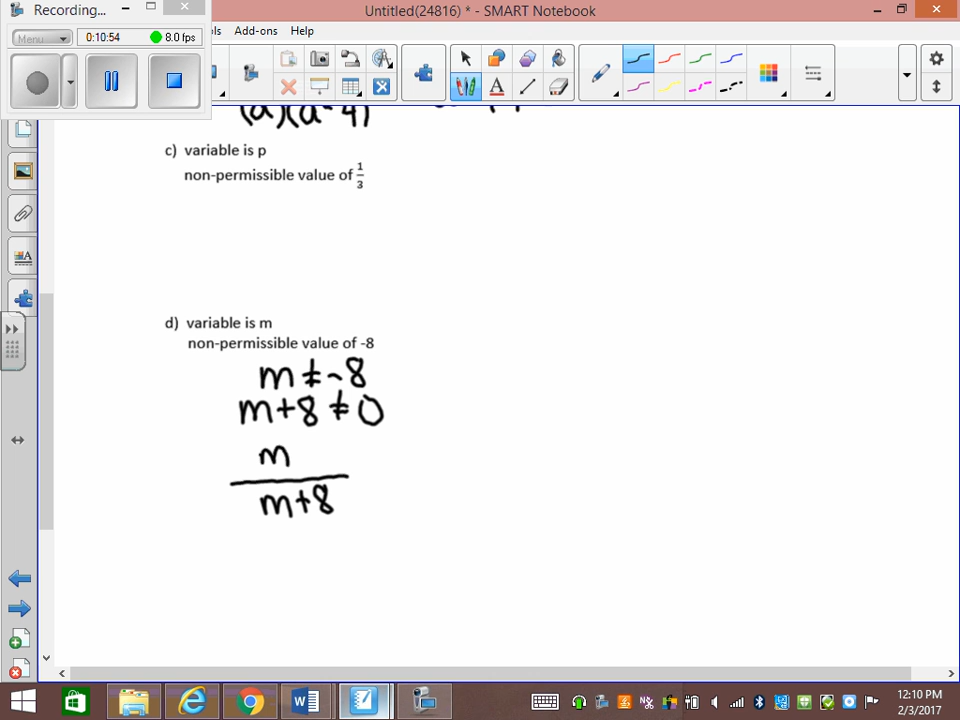 Recording...
Untitled(24816) * - SMART Notebook
Menu
0:10:54
8.0 fps
ols Add-ons Help
(a)(a-4)
c) variable is p
non-permissible value of 1/3
d) variable is m
non-permissible value of -8
m ≠ -8
m+8 ≠ 0
m
m+8
12:10 PM
2/3/2017